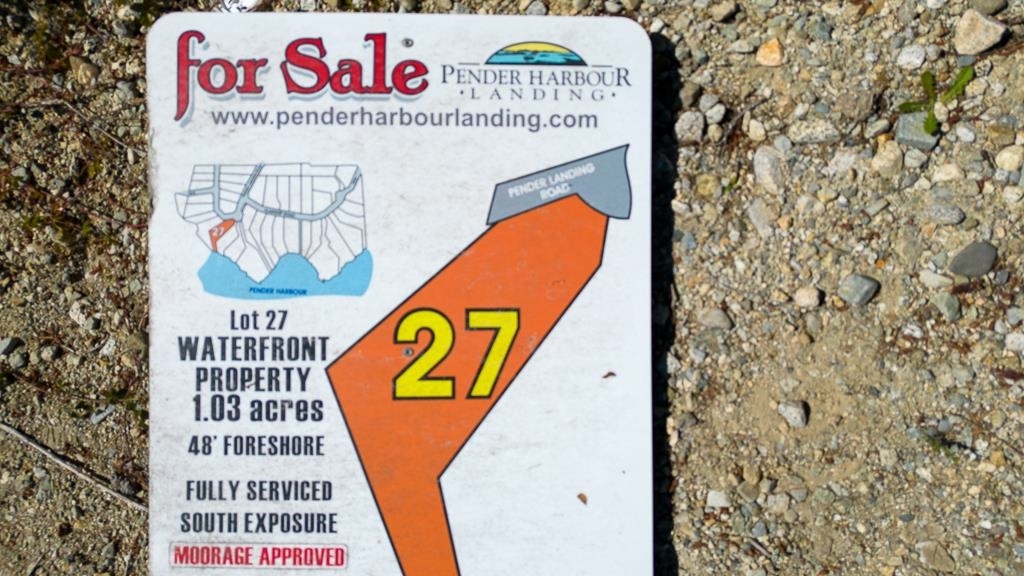 for Sale
PENDER HARBOUR
• LANDING •
www.penderharbourlanding.com
PENDER LANDING
ROAD
27
PENDER HARBOUR
27
Lot 27
WATERFRONT
PROPERTY
1.03 acres
48' FORESHORE
FULLY SERVICED
SOUTH EXPOSURE
MOORAGE APPROVED